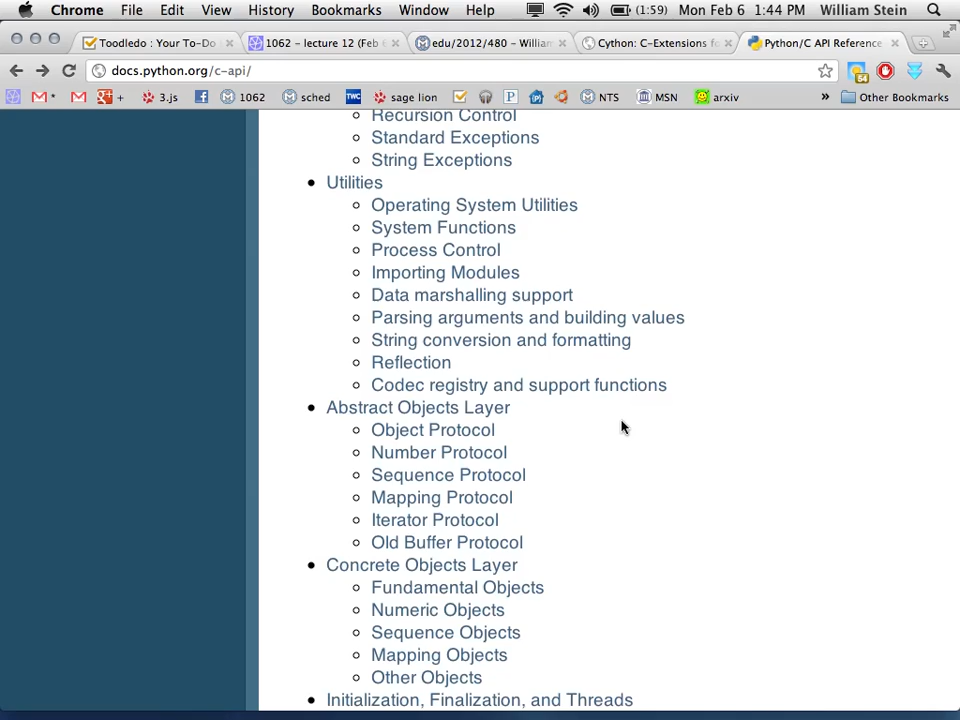 Chrome File Edit View History Bookmarks Window Help (1:59) Mon Feb 6 1:44 PM William Stein
Toodledo : Your To-Do 1062 - lecture 12 (Feb 6 edu/2012/480 - William Cython: C-Extensions fo Python/C API Reference
docs.python.org/c-api/
54
+ 3.js 1062 sched TWC sage lion P NTS MSN arxiv » Other Bookmarks
Recursion Control
Standard Exceptions
String Exceptions
Utilities
Operating System Utilities
System Functions
Process Control
Importing Modules
Data marshalling support
Parsing arguments and building values
String conversion and formatting
Reflection
Codec registry and support functions
Abstract Objects Layer
Object Protocol
Number Protocol
Sequence Protocol
Mapping Protocol
Iterator Protocol
Old Buffer Protocol
Concrete Objects Layer
Fundamental Objects
Numeric Objects
Sequence Objects
Mapping Objects
Other Objects
Initialization, Finalization, and Threads